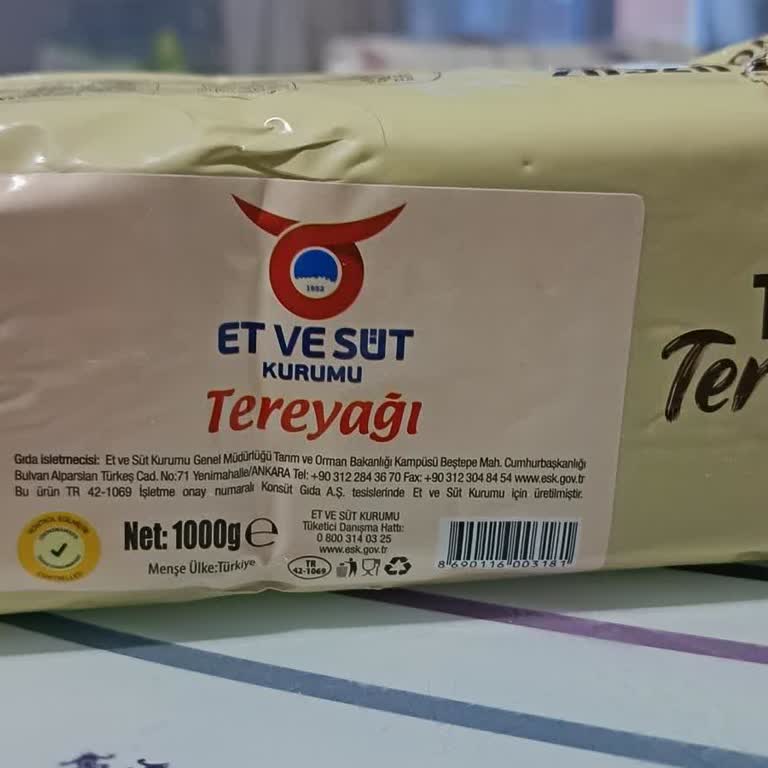 1952
ET VE SÜT
KURUMU
Tereyağı
Ter
Gıda işletmecisi: Et ve Süt Kurumu Genel Müdürlüğü Tarım ve Orman Bakanlığı Kampüsü Beştepe Mah. Cumhurbaşkanlığı
Bulvarı Alparslan Türkeş Cad. No:71 Yenimahalle/ANKARA Tel: +90 312 284 36 70 Fax: +90 312 304 84 54 www.esk.gov.tr
Bu ürün TR 42-1069 İşletme onay numaralı Konsüt Gıda A.Ş. tesislerinde Et ve Süt Kurumu için üretilmiştir.
Net: 1000g e
Menşe Ülke:Türkiye
ET VE SÜT KURUMU
Tüketici Danışma Hattı:
0 800 314 03 25
www.esk.gov.tr
TR
42-1069
8 690116 003181